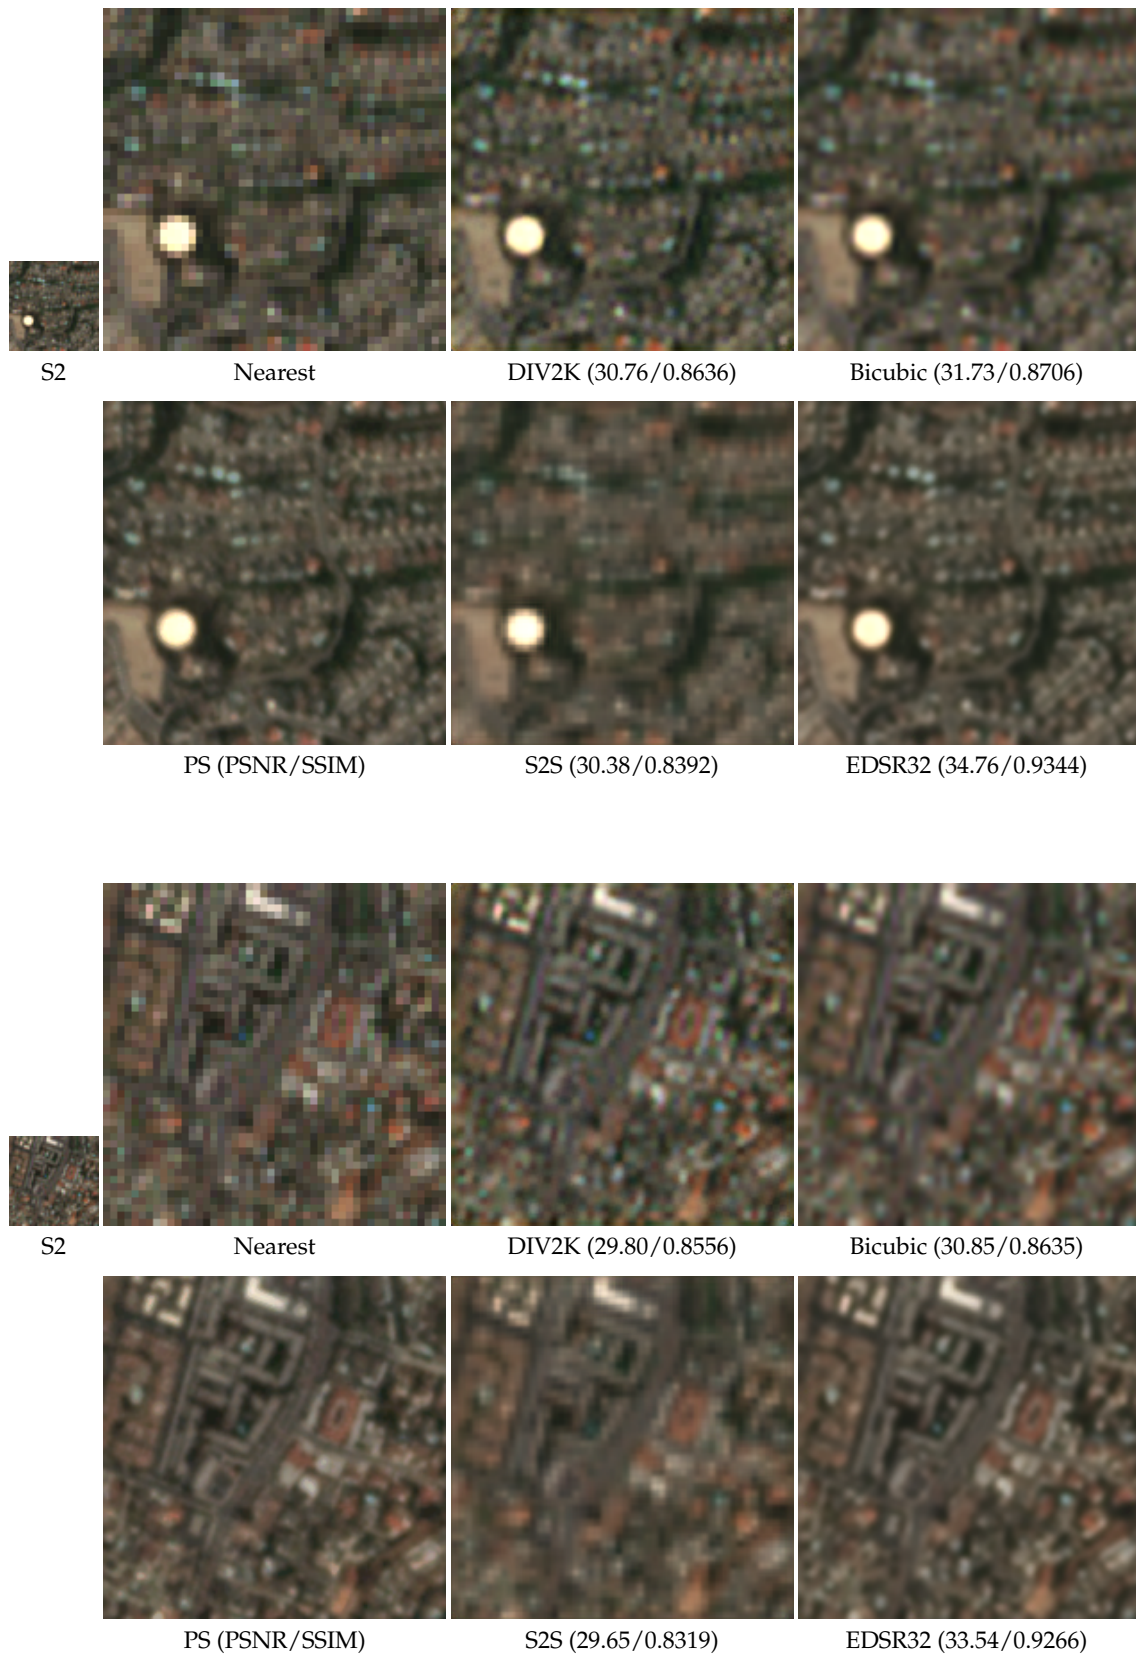 S2 Nearest DIV2K (30.76/0.8636) Bicubic (31.73/0.8706)
PS (PSNR/SSIM) S2S (30.38/0.8392) EDSR32 (34.76/0.9344)
S2 Nearest DIV2K (29.80/0.8556) Bicubic (30.85/0.8635)
PS (PSNR/SSIM) S2S (29.65/0.8319) EDSR32 (33.54/0.9266)